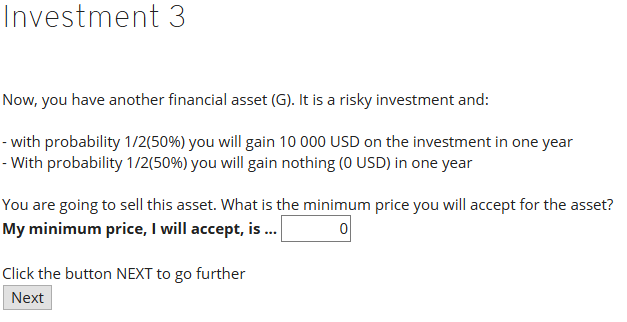 Investment 3
Now, you have another financial asset (G). It is a risky investment and:
- with probability 1/2(50%) you will gain 10 000 USD on the investment in one year
- With probability 1/2(50%) you will gain nothing (0 USD) in one year
You are going to sell this asset. What is the minimum price you will accept for the asset?
My minimum price, I will accept, is ... 0
Click the button NEXT to go further
Next